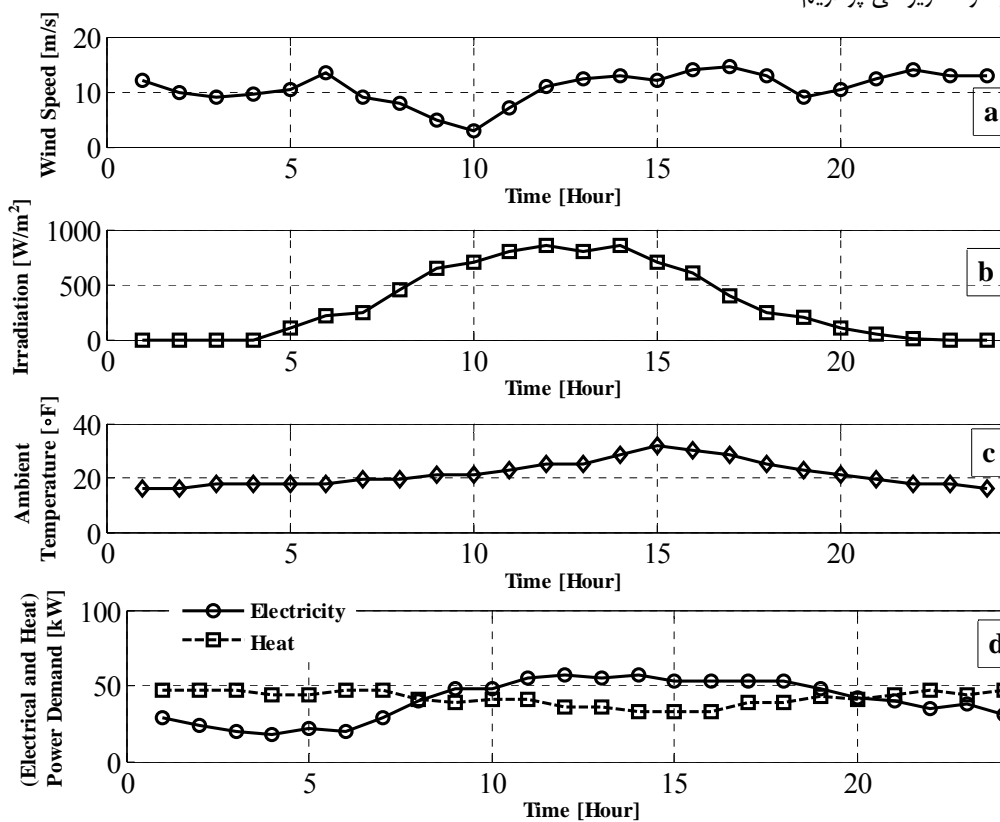 پردازیم
Wind Speed [m/s]
20
10
0
0 5 10 15 20
Time [Hour]
a
Irradiation [W/m²]
1000
500
0
0 5 10 15 20
Time [Hour]
b
Ambient
Temperature [∘F]
40
20
0
0 5 10 15 20
Time [Hour]
c
(Electrical and Heat)
Power Demand [kW]
100
50
0
Electricity
Heat
0 5 10 15 20
Time [Hour]
d